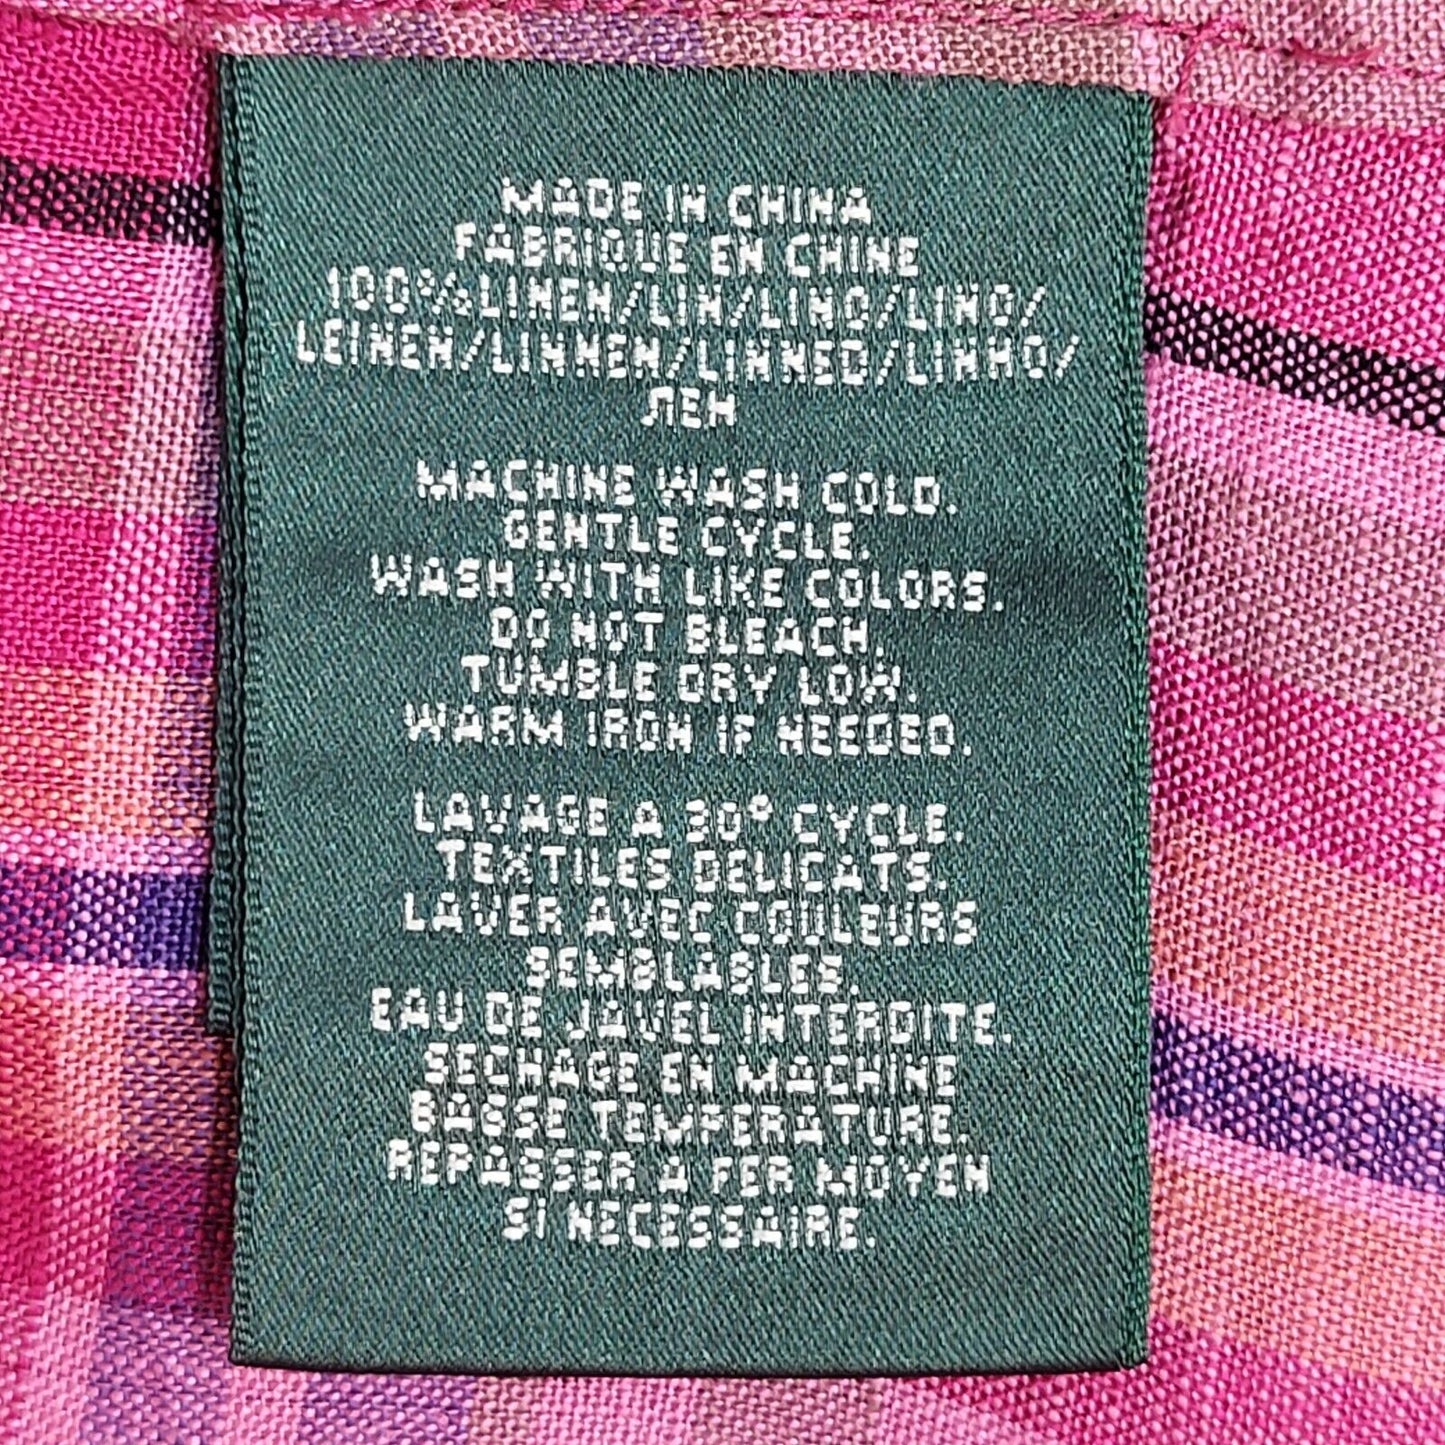 MADE IN CHINA
FABRIQUE EN CHINE
100%LINEN/LIN/LINO/LINO/
LEINEN/LINNEN/LINNED/LINHO/
ЛЕН
MACHINE WASH COLD.
GENTLE CYCLE.
WASH WITH LIKE COLORS.
DO NOT BLEACH.
TUMBLE DRY LOW.
WARM IRON IF NEEDED.
LAVAGE A 30° CYCLE.
TEXTILES DELICATS.
LAVER AVEC COULEURS
SEMBLABLES.
EAU DE JAVEL INTERDITE.
SECHAGE EN MACHINE
BASSE TEMPERATURE.
REPASSER A FER MOYEN
SI NECESSAIRE.